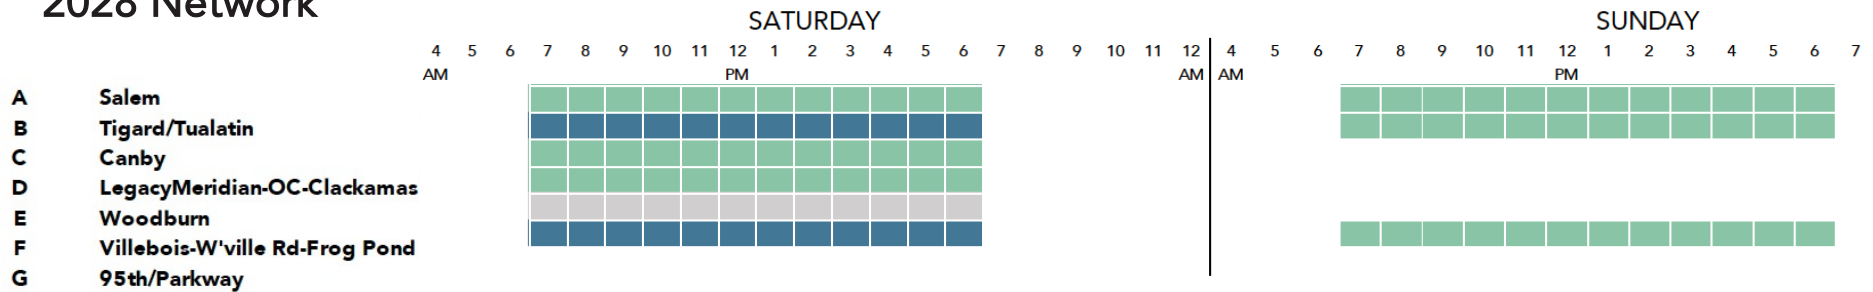 2028 Network
SATURDAY SUNDAY
4 5 6 7 8 9 10 11 12 1 2 3 4 5 6 7 8 9 10 11 12 4 5 6 7 8 9 10 11 12 1 2 3 4 5 6 7
AM PM AM AM PM
A Salem
B Tigard/Tualatin
C Canby
D LegacyMeridian-OC-Clackamas
E Woodburn
F Villebois-W'ville Rd-Frog Pond
G 95th/Parkway